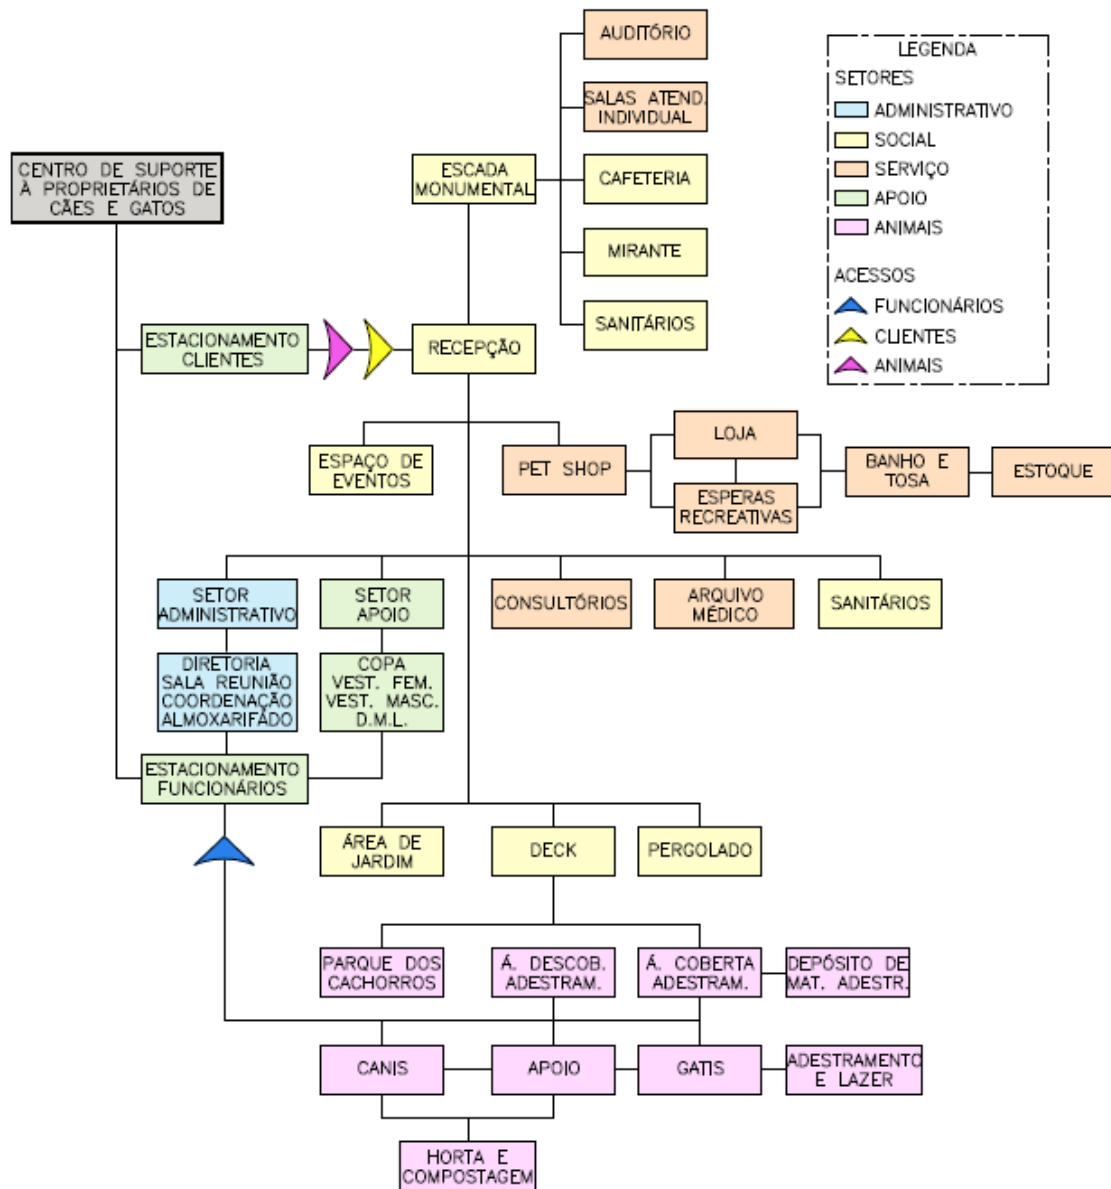 AUDITÓRIO
SALAS ATEND.
INDIVIDUAL
CENTRO DE SUPORTE
À PROPRIETÁRIOS DE
CÃES E GATOS
ESCADA
MONUMENTAL
CAFETERIA
MIRANTE
SANITÁRIOS
ESTACIONAMENTO
CLIENTES
RECEPÇÃO
LEGENDA
SETORES
ADMINISTRATIVO
SOCIAL
SERVIÇO
APOIO
ANIMAIS
ACESSOS
FUNCIONÁRIOS
CLIENTES
ANIMAIS
ESPAÇO DE
EVENTOS
PET SHOP
LOJA
ESPERAS
RECREATIVAS
BANHO E
TOSA
ESTOQUE
SETOR
ADMINISTRATIVO
SETOR
APOIO
CONSULTÓRIOS
ARQUIVO
MÉDICO
SANITÁRIOS
DIRETORIA
SALA REUNIÃO
COORDENAÇÃO
ALMOXARIFADO
COPA
VEST. FEM.
VEST. MASC.
D.M.L.
ESTACIONAMENTO
FUNCIONÁRIOS
ÁREA DE
JARDIM
DECK
PERGOLADO
PARQUE DOS
CACHORROS
Á. DESCOB.
ADESTRAM.
Á. COBERTA
ADESTRAM.
DEPÓSITO DE
MAT. ADESTR.
CANIS
APOIO
GATIS
ADESTRAMENTO
E LAZER
HORTA E
COMPOSTAGEM